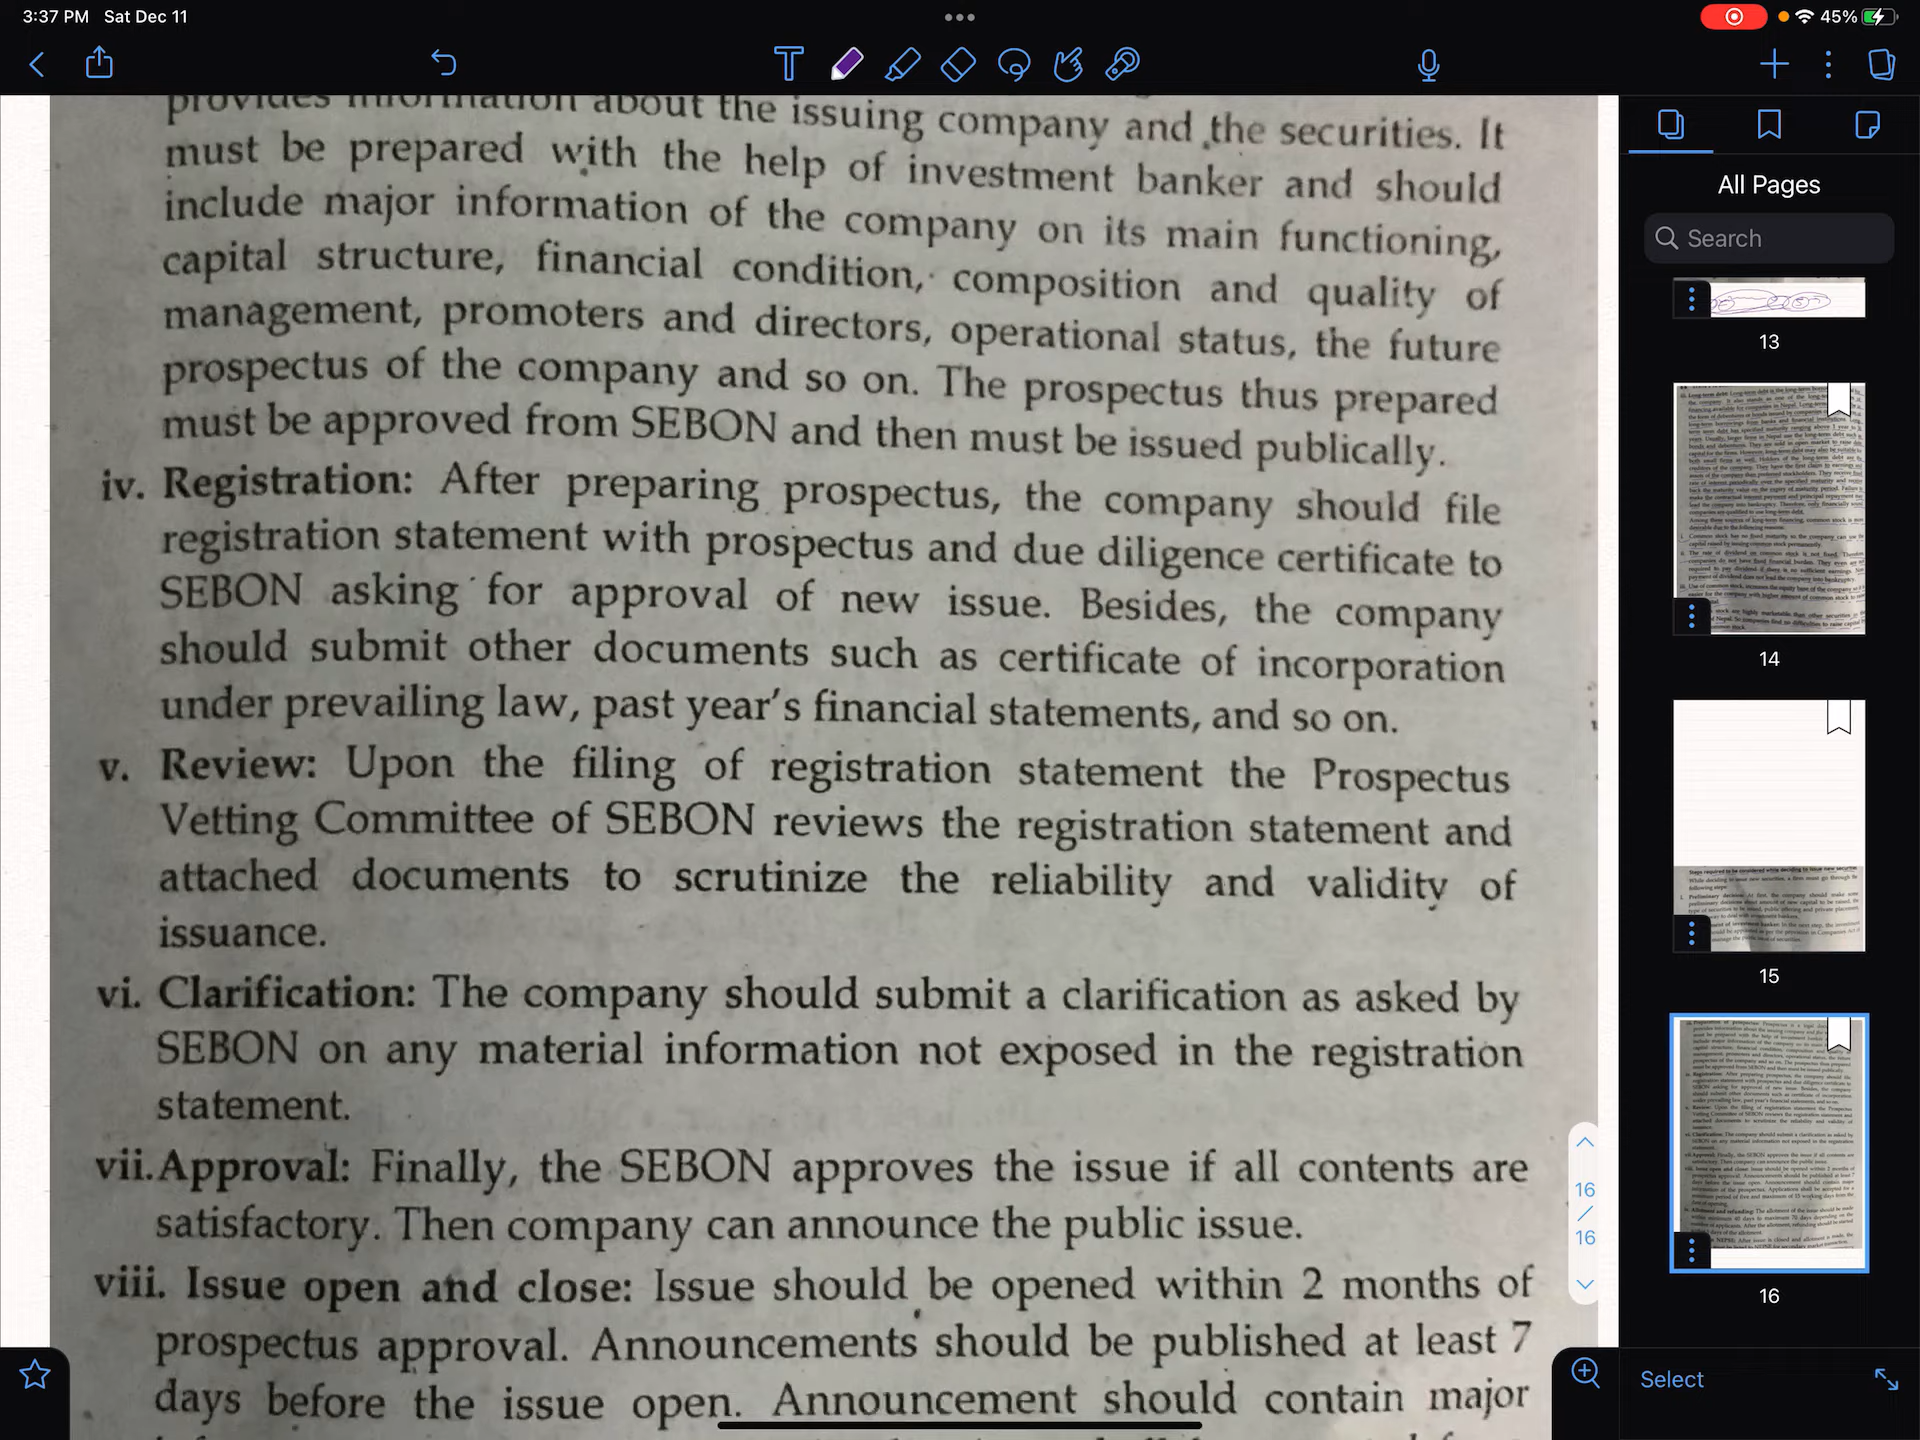 3:37 PM Sat Dec 11
45%
T
All Pages
Search
provides information about the issuing company and the securities. It
must be prepared with the help of investment banker and should
include major information of the company on its main functioning,
capital structure, financial condition, composition and quality of
management, promoters and directors, operational status, the future
prospectus of the company and so on. The prospectus thus prepared
must be approved from SEBON and then must be issued publically.
iv. Registration: After preparing prospectus, the company should file
registration statement with prospectus and due diligence certificate to
SEBON asking for approval of new issue. Besides, the company
should submit other documents such as certificate of incorporation
under prevailing law, past year's financial statements, and so on.
v. Review: Upon the filing of registration statement the Prospectus
Vetting Committee of SEBON reviews the registration statement and
attached documents to scrutinize the reliability and validity of
issuance.
vi. Clarification: The company should submit a clarification as asked by
SEBON on any material information not exposed in the registration
statement.
vii. Approval: Finally, the SEBON approves the issue if all contents are
satisfactory. Then company can announce the public issue.
viii. Issue open and close: Issue should be opened within 2 months of
prospectus approval. Announcements should be published at least 7
days before the issue open. Announcement should contain major
16
/
16
13
14
15
16
Select